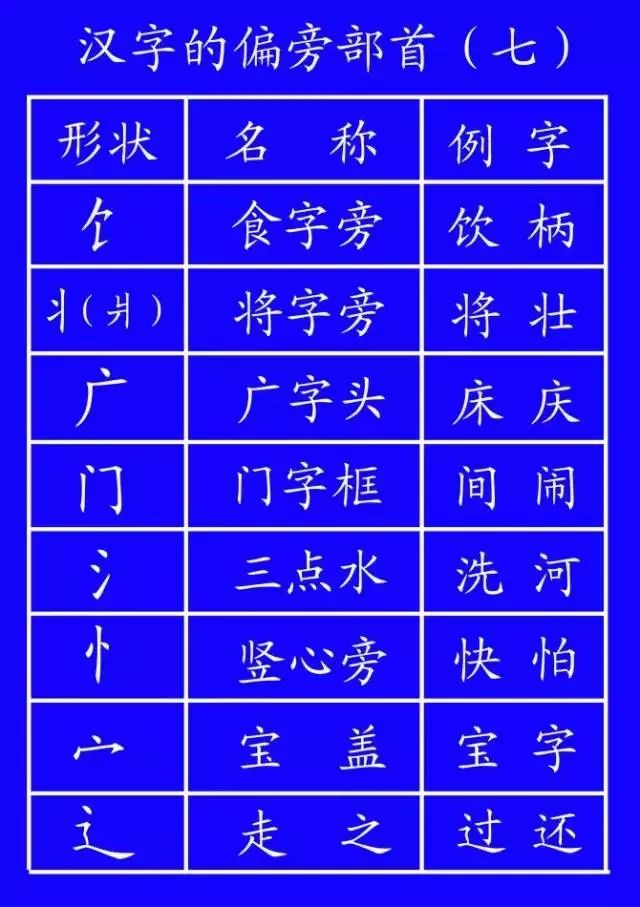 汉字的偏旁部首（七）
形状 名 称 例 字
饣 食字旁 饮 柄
丬（爿） 将字旁 将 壮
广 广字头 床 庆
门 门字框 间 闹
氵 三点水 洗 河
忄 竖心旁 快 怕
宀 宝 盖 宝 字
辶 走 之 过 还